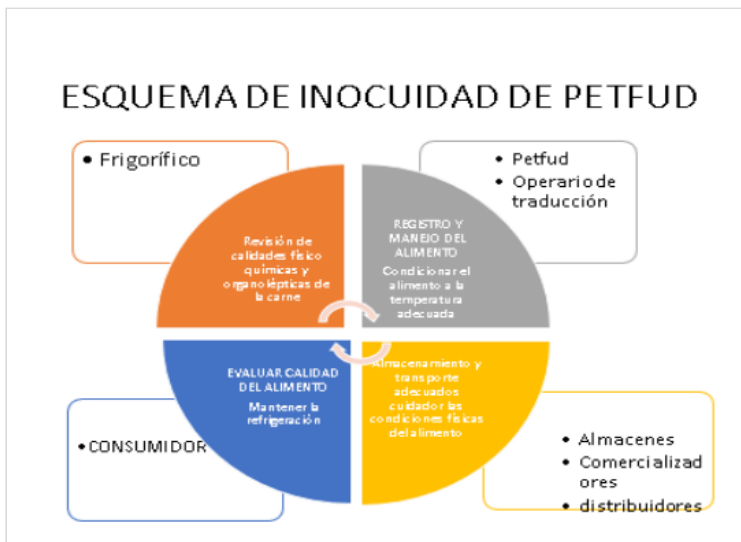 ESQUEMA DE INOCUIDAD DE PETFUD
• Frigorífico
• Petfud
• Operario de
traducción
Revisión de
calidades físico
químicas y
organolépticas de
la carne
REGISTRO Y
MANEJO DEL
ALIMENTO
Condicionar el
alimento a la
temperatura
adecuada
EVALUAR CALIDAD
DEL ALIMENTO
Mantener la
refrigeración
Almacenamiento y
transporte
adecuados
cuidador las
condiciones físicas
del alimento
•CONSUMIDOR
• Almacenes
• Comercializad
ores
• distribuidores